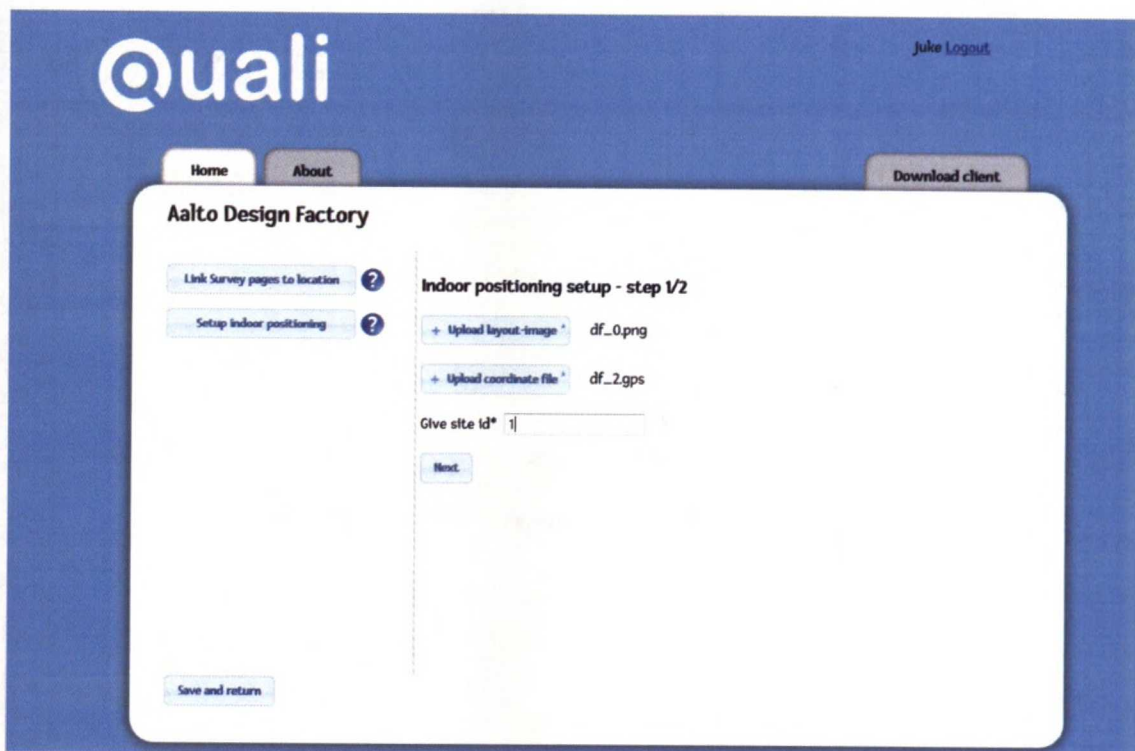 Quali
Juke Logout
Home
About
Download client
Aalto Design Factory
Link Survey pages to location ?
Setup indoor positioning ?
Indoor positioning setup - step 1/2
+ Upload layout-image * df_0.png
+ Upload coordinate file * df_2.gps
Give site id* 1
Next
Save and return